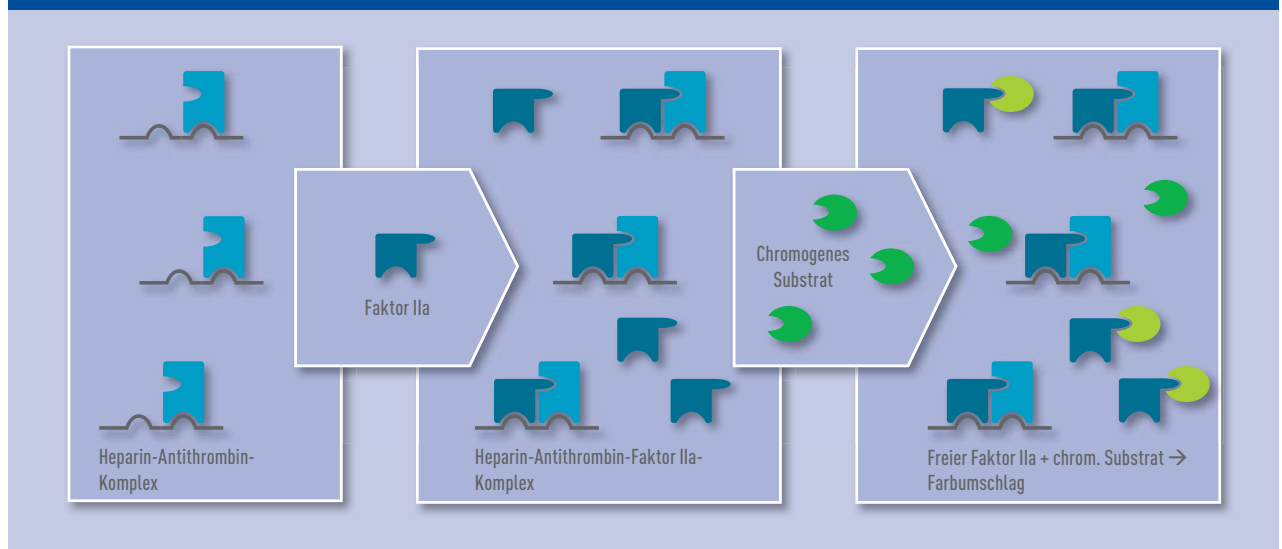 Faktor IIa
Chromogenes
Substrat
Heparin-Antithrombin-
Komplex
Heparin-Antithrombin-Faktor IIa-
Komplex
Freier Faktor IIa + chrom. Substrat →
Farbumschlag